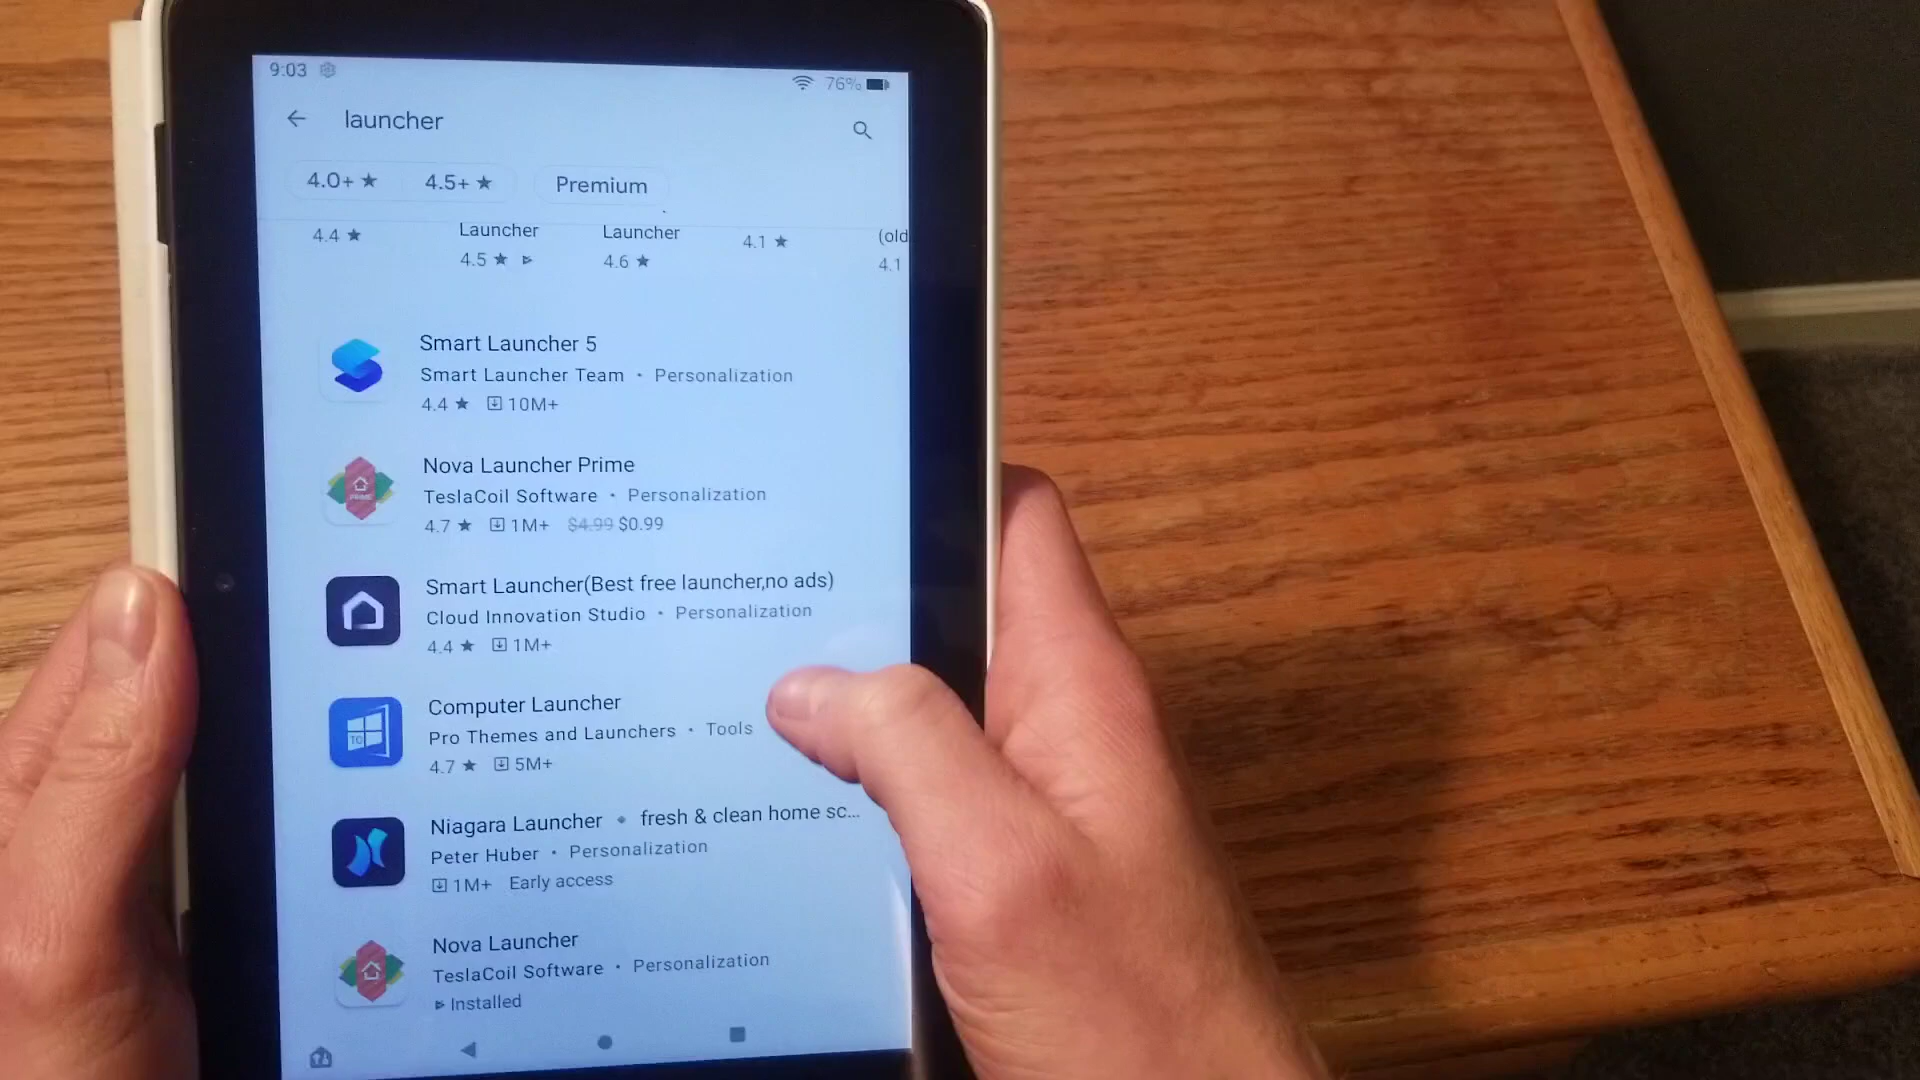 9:03
76%
launcher
4.0+ ★ 4.5+ ★ Premium
4.4 ★
Launcher
4.5 ★
Launcher
4.6 ★
4.1 ★
(old
4.1
Smart Launcher 5
Smart Launcher Team • Personalization
4.4 ★ 10M+
PRIME
Nova Launcher Prime
TeslaCoil Software • Personalization
4.7 ★ 1M+ $4.99 $0.99
Smart Launcher(Best free launcher,no ads)
Cloud Innovation Studio • Personalization
4.4 ★ 1M+
TO
Computer Launcher
Pro Themes and Launchers • Tools
4.7 ★ 5M+
Niagara Launcher 🔹 fresh & clean home sc...
Peter Huber • Personalization
1M+ Early access
Nova Launcher
TeslaCoil Software • Personalization
Installed